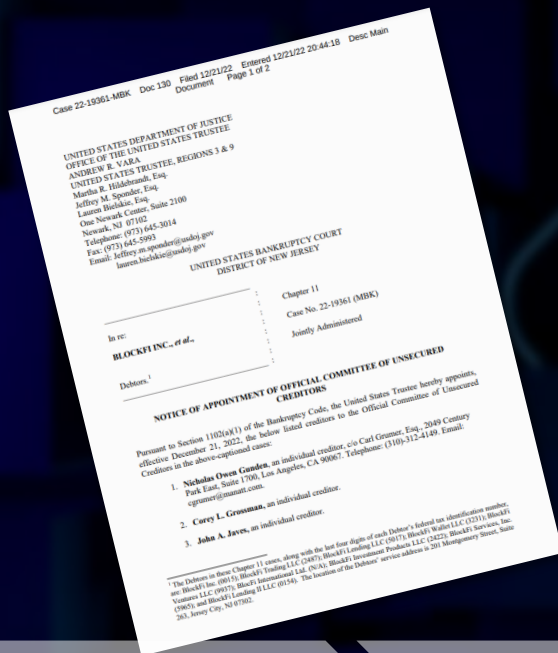 Case 22-19361-MBK Doc 130 Filed 12/21/22 Entered 12/21/22 20:44:18 Desc Main
Document Page 1 of 2
UNITED STATES DEPARTMENT OF JUSTICE
OFFICE OF THE UNITED STATES TRUSTEE
ANDREW R. VARA
UNITED STATES TRUSTEE, REGIONS 3 & 9
Martha R. Hildebrandt, Esq.
Jeffrey M. Sponder, Esq.
Lauren Bielskie, Esq.
One Newark Center, Suite 2100
Newark, NJ 07102
Telephone: (973) 645-3014
Fax: (973) 645-5993
Email: Jeffrey.m.sponder@usdoj.gov
lauren.bielskie@usdoj.gov
UNITED STATES BANKRUPTCY COURT
DISTRICT OF NEW JERSEY
In re:
BLOCKFI INC., et al.,
Debtors.¹
:
:
:
:
:
:
:
:
Chapter 11
Case No. 22-19361 (MBK)
Jointly Administered
NOTICE OF APPOINTMENT OF OFFICIAL COMMITTEE OF UNSECURED
CREDITORS
Pursuant to Section 1102(a)(1) of the Bankruptcy Code, the United States Trustee hereby appoints,
effective December 21, 2022, the below listed creditors to the Official Committee of Unsecured
Creditors in the above-captioned cases:
1. Nicholas Owen Gunden, an individual creditor, c/o Carl Grumer, Esq., 2049 Century
Park East, Suite 1700, Los Angeles, CA 90067. Telephone: (310)-312-4149. Email:
cgrumer@manatt.com.
2. Corey L. Grossman, an individual creditor.
3. John A. Javes, an individual creditor.
¹ The Debtors in these Chapter 11 cases, along with the last four digits of each Debtor's federal tax identification number,
are: BlockFi Inc. (0015); BlockFi Trading LLC (2487); BlockFi Lending LLC (5017); BlockFi Wallet LLC (3231); BlockFi
Ventures LLC (9937); BlockFi International Ltd. (N/A); BlockFi Investment Products LLC (2422); BlockFi Services, Inc.
(5965); and BlockFi Lending II LLC (0154). The location of the Debtors' service address is 201 Montgomery Street, Suite
263, Jersey City, NJ 07302.